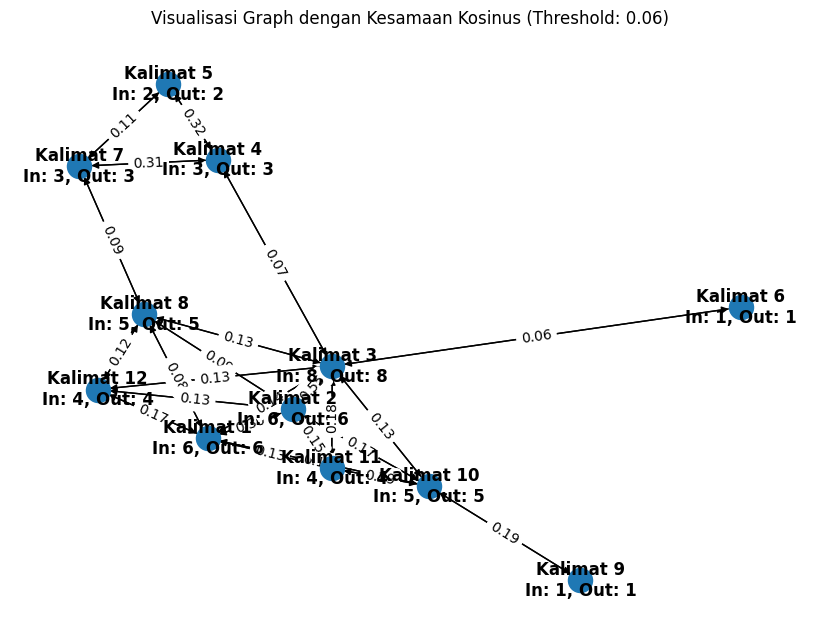 Visualisasi Graph dengan Kesamaan Kosinus (Threshold: 0.06)
Kalimat 5
In: 2, Out: 2
0.11
0.32
Kalimat 7
In: 3, Out: 3
0.31
Kalimat 4
In: 3, Out: 3
0.09
0.07
Kalimat 6
In: 1, Out: 1
Kalimat 8
In: 5, Out: 5
0.13
0.06
0.12
Kalimat 3
In: 8, Out: 8
Kalimat 12
In: 4, Out: 4
0.13
0.13
Kalimat 2
In: 6, Out: 6
0.17
0.18
0.13
Kalimat 1
In: 6, Out: 6
0.15
0.17
0.13
Kalimat 11
In: 4, Out: 4
Kalimat 10
In: 5, Out: 5
0.19
Kalimat 9
In: 1, Out: 1